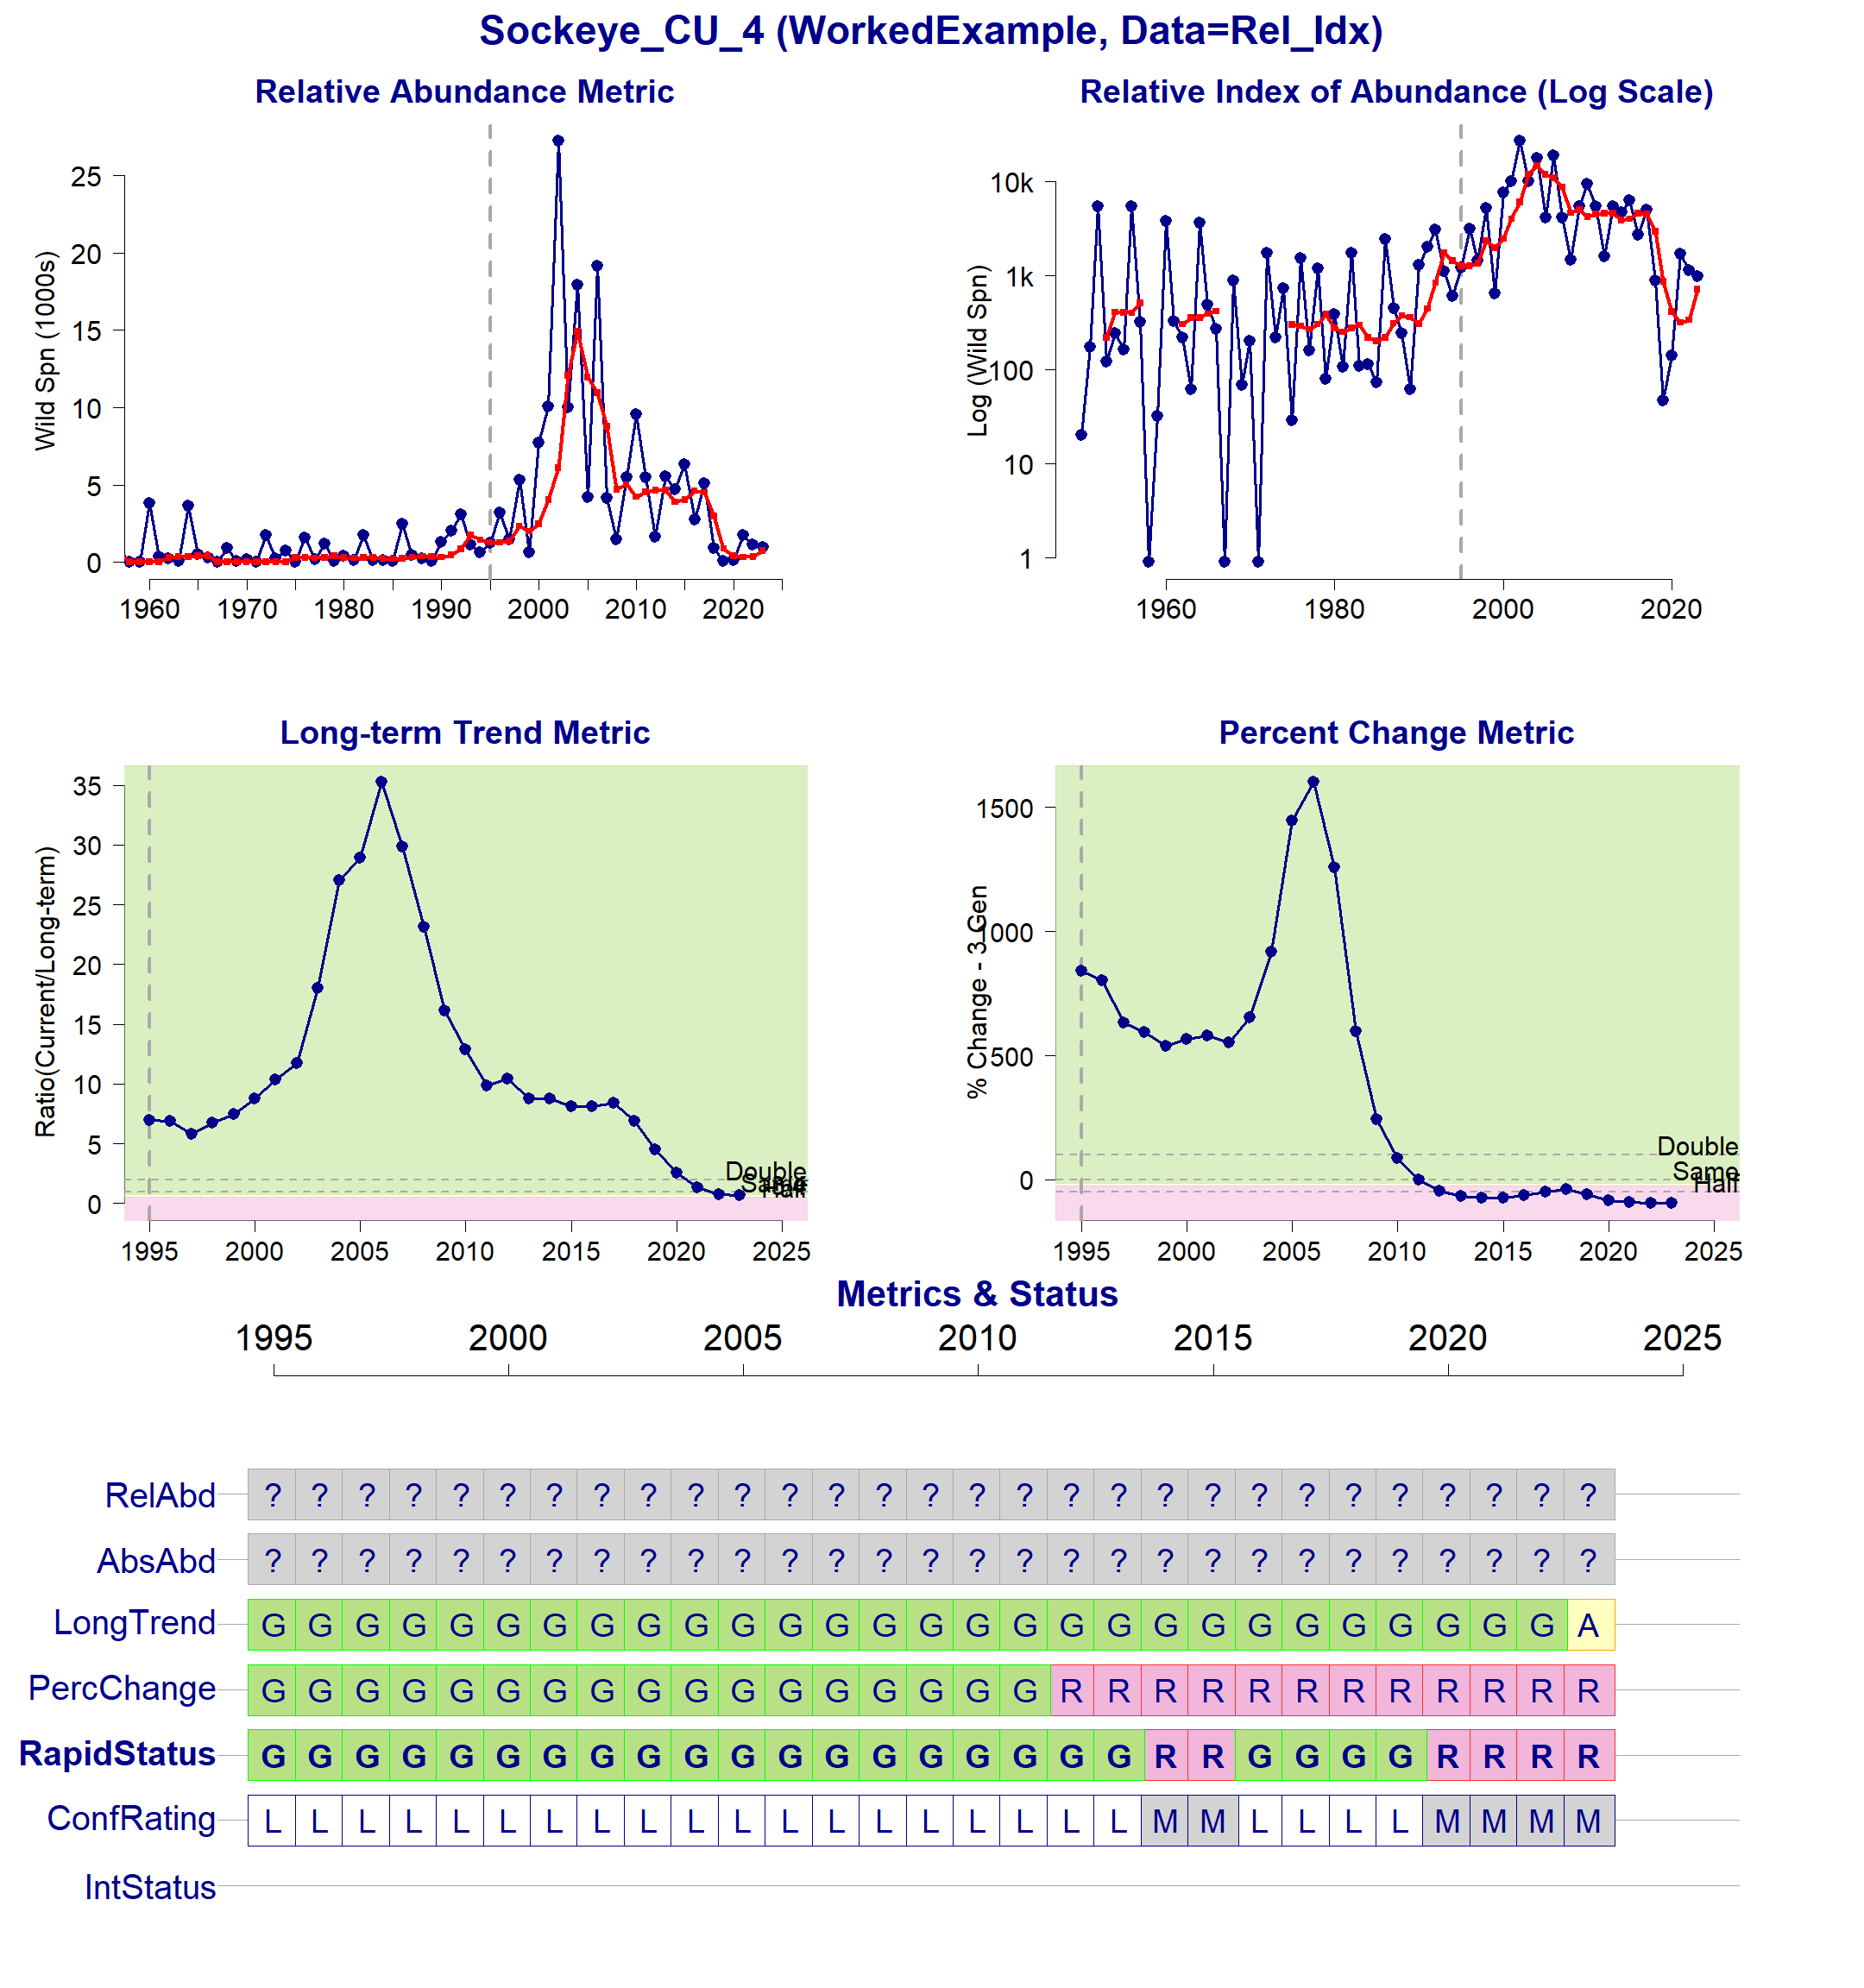 Sockeye_CU_4 (WorkedExample, Data=Rel_Idx)
Relative Abundance Metric
Wild Spn (1000s)
25
20
15
10
5
0
1960 1970 1980 1990 2000 2010 2020
Relative Index of Abundance (Log Scale)
Log (Wild Spn)
10k
1k
100
10
1
1960 1980 2000 2020
Long-term Trend Metric
Ratio(Current/Long-term)
35
30
25
20
15
10
5
0
Double
Same
Half
1995 2000 2005 2010 2015 2020 2025
Percent Change Metric
% Change - 3 Gen
1500
1000
500
0
Double
Same
Half
1995 2000 2005 2010 2015 2020 2025
Metrics & Status
1995 2000 2005 2010 2015 2020 2025
RelAbd ? ? ? ? ? ? ? ? ? ? ? ? ? ? ? ? ? ? ? ? ? ? ? ? ? ? ? ? ?
AbsAbd ? ? ? ? ? ? ? ? ? ? ? ? ? ? ? ? ? ? ? ? ? ? ? ? ? ? ? ? ?
LongTrend G G G G G G G G G G G G G G G G G G G G G G G G G G G G A
PercChange G G G G G G G G G G G G G G G G G R R R R R R R R R R R R
RapidStatus G G G G G G G G G G G G G G G G G G G R R G G G G R R R R
ConfRating L L L L L L L L L L L L L L L L L L L M M L L L L M M M M
IntStatus